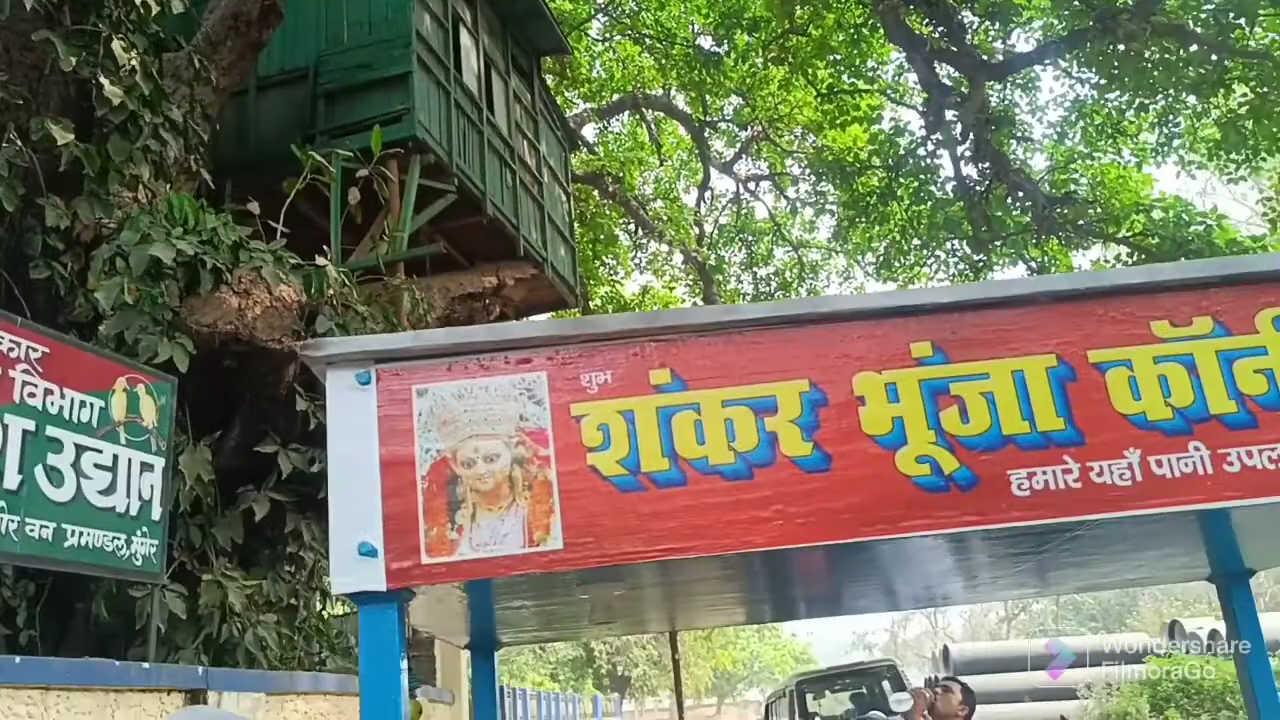 कार
विभाग
उद्यान
वन प्रमण्डल, मुंगेर
शुभ
शंकर भूंजा कॉर्न
हमारे यहाँ पानी उपल
Wondershare
FilmoraGo